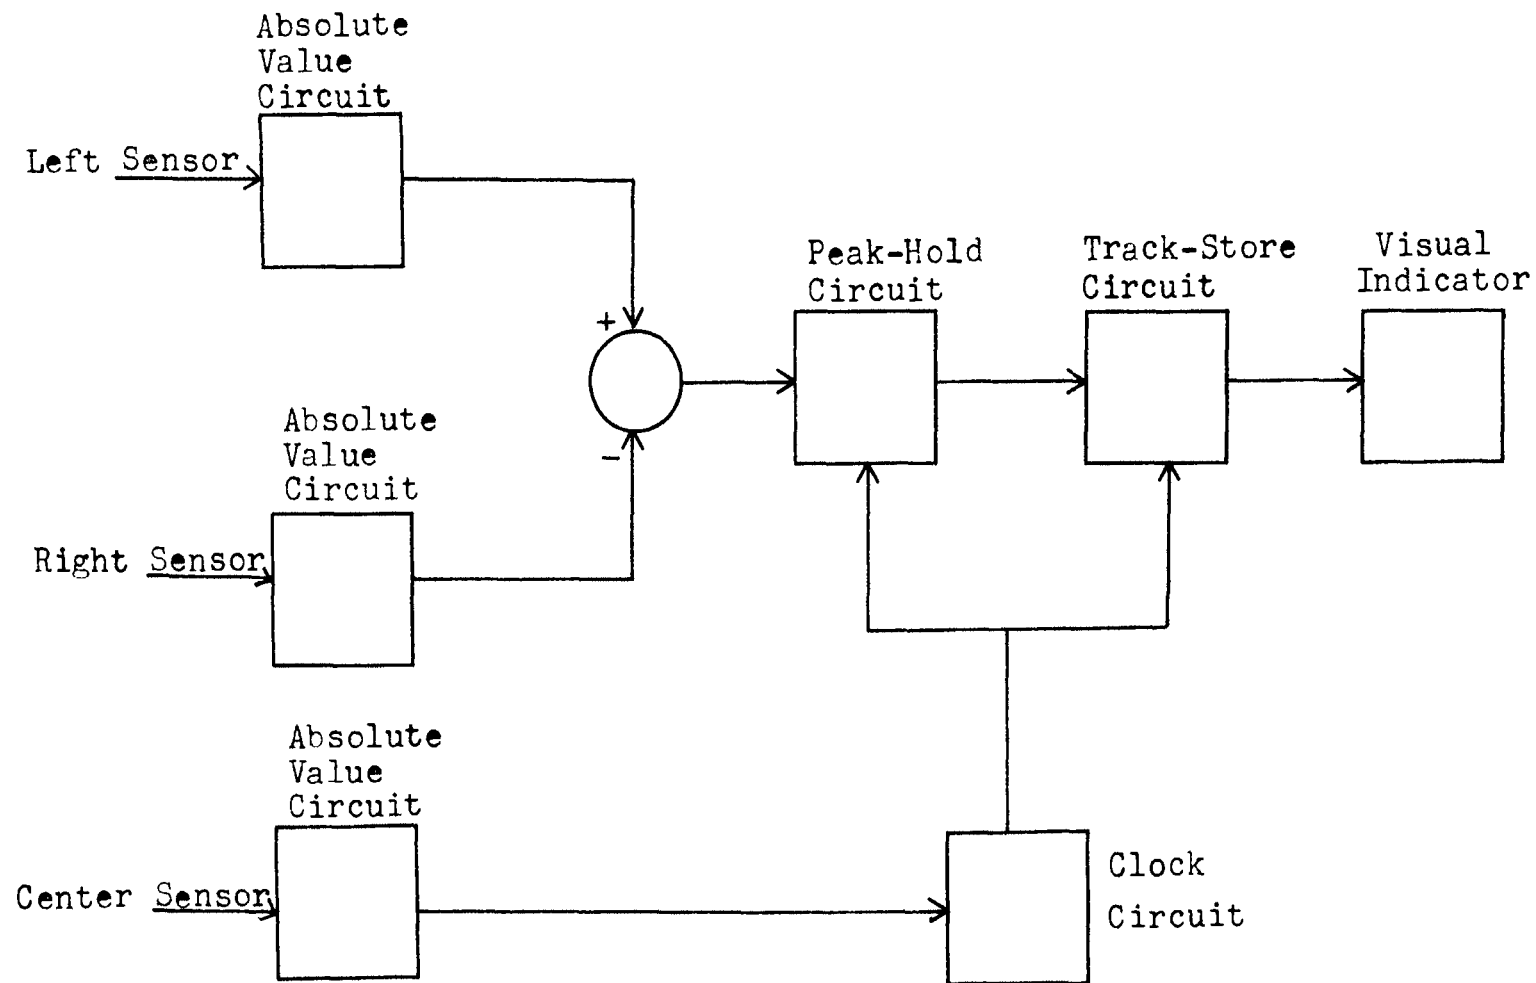 Absolute
Value
Circuit
Left Sensor
+
Peak-Hold
Circuit
Track-Store
Circuit
Visual
Indicator
-
Absolute
Value
Circuit
Right Sensor
Absolute
Value
Circuit
Center Sensor
Clock
Circuit